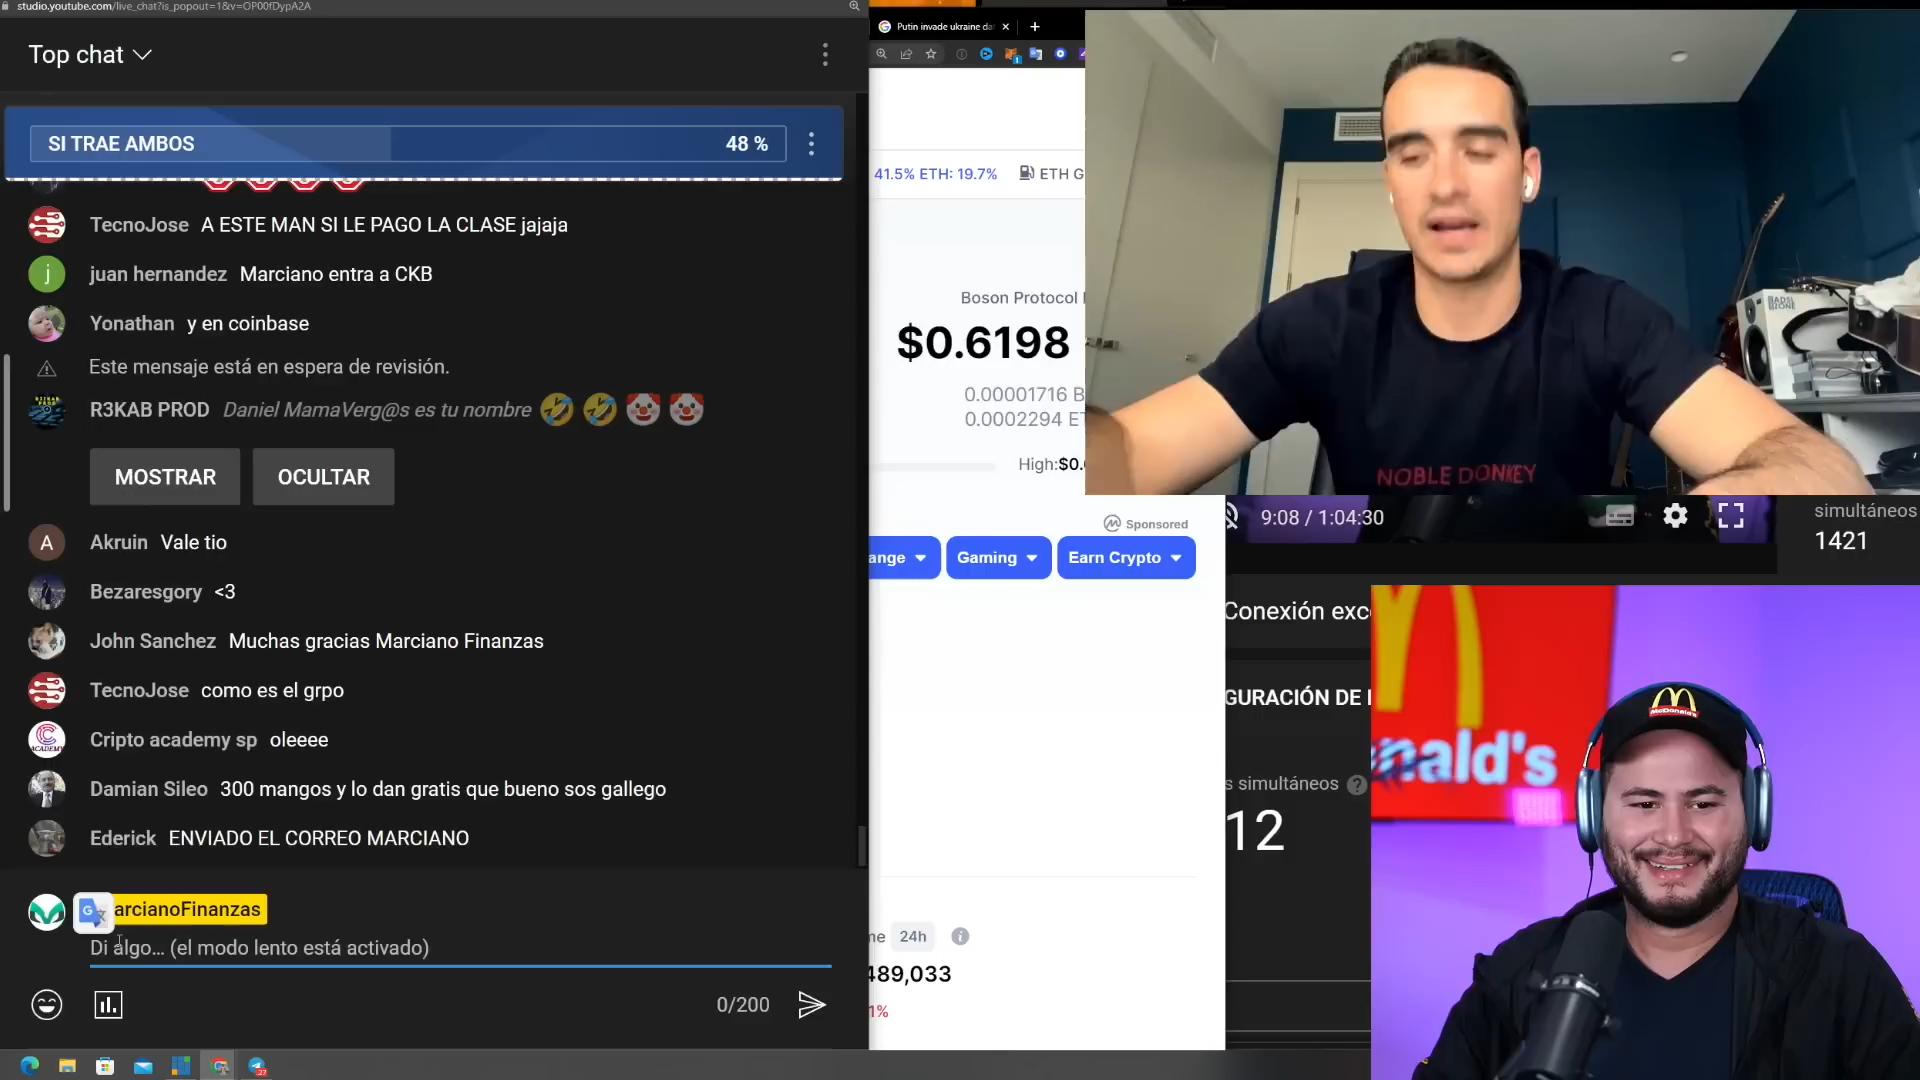 studio.youtube.com/live_chat?is_popout=1&v=OP00fDypA2A
Top chat
SI TRAE AMBOS 48 %
TecnoJose A ESTE MAN SI LE PAGO LA CLASE jajaja
juan hernandez Marciano entra a CKB
Yonathan y en coinbase
Este mensaje está en espera de revisión.
R3KAB PROD Daniel MamaVerg@s es tu nombre 🤣 🤣 🤡 🤡
MOSTRAR OCULTAR
Akruin Vale tio
Bezaresgory <3
John Sanchez Muchas gracias Marciano Finanzas
TecnoJose como es el grpo
Cripto academy sp oleeee
Damian Sileo 300 mangos y lo dan gratis que bueno sos gallego
Ederick ENVIADO EL CORREO MARCIANO
arcianoFinanzas
Di algo... (el modo lento está activado)
0/200
Putin invade ukraine da
41.5% ETH: 19.7% ETH G
Boson Protocol
$0.6198
0.00001716 B
0.0002294 ET
High:$0.
Sponsored
ange Gaming Earn Crypto
me 24h
489,033
1%
NOBLE DONKEY
9:08 / 1:04:30
simultáneos
1421
Conexión exc
GURACIÓN DE
s simultáneos
12
nald's
McDonald's